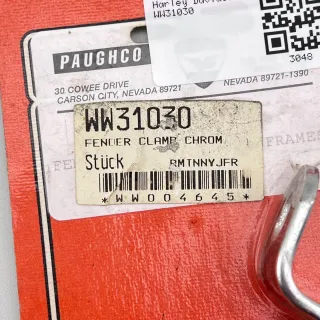 Harley Davids
WW31030
3048
PAUGHCO
30 COWEE DRIVE
CARSON CITY, NEVADA 89721
NEVADA 89721-1390
WW31030
FENDER CLAMP CHROM
Stück RMTNNYJFR
*WW004645*
FRAMES